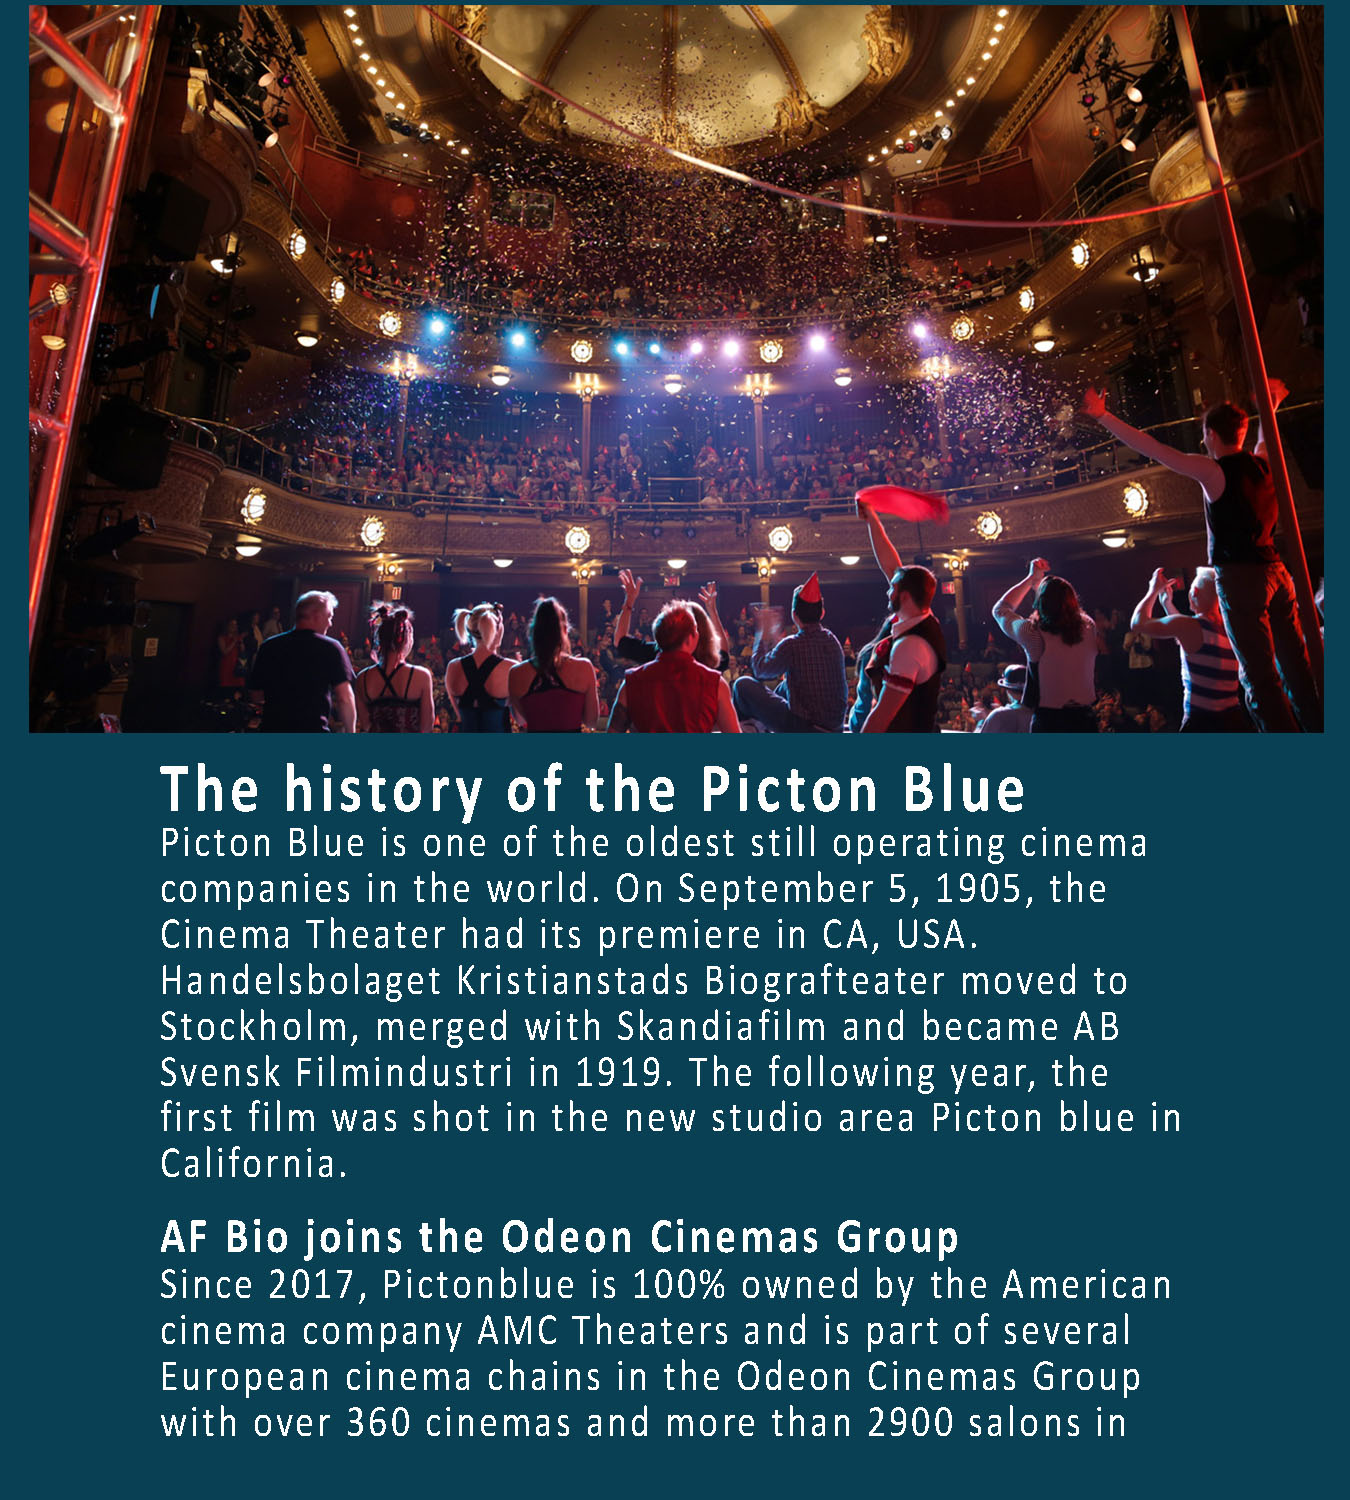 The history of the Picton Blue
Picton Blue is one of the oldest still operating cinema
companies in the world. On September 5, 1905, the
Cinema Theater had its premiere in CA, USA.
Handelsbolaget Kristianstads Biografteater moved to
Stockholm, merged with Skandiafilm and became AB
Svensk Filmindustri in 1919. The following year, the
first film was shot in the new studio area Picton blue in
California.
AF Bio joins the Odeon Cinemas Group
Since 2017, Pictonblue is 100% owned by the American
cinema company AMC Theaters and is part of several
European cinema chains in the Odeon Cinemas Group
with over 360 cinemas and more than 2900 salons in